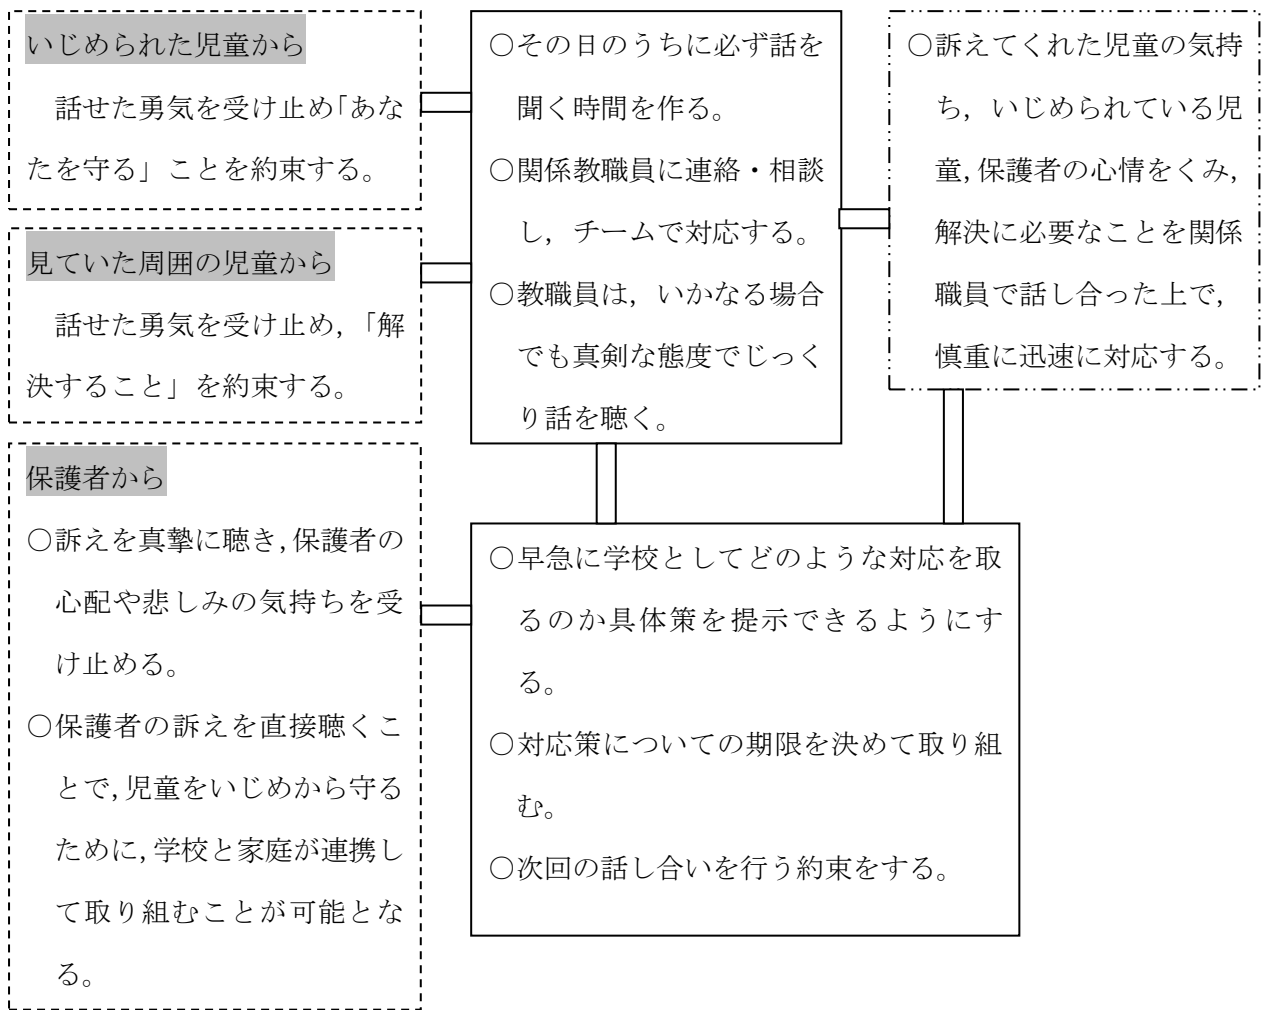 いじめられた児童から
話せた勇気を受け止め「あな
たを守る」ことを約束する。
見ていた周囲の児童から
話せた勇気を受け止め，「解
決すること」を約束する。
保護者から
○訴えを真摯に聴き,保護者の
心配や悲しみの気持ちを受
け止める。
○保護者の訴えを直接聴くこ
とで,児童をいじめから守る
ために,学校と家庭が連携し
て取り組むことが可能とな
る。
○その日のうちに必ず話を
聞く時間を作る。
○関係教職員に連絡・相談
し，チームで対応する。
○教職員は，いかなる場合
でも真剣な態度でじっく
り話を聴く。
○訴えてくれた児童の気持
ち，いじめられている児
童,保護者の心情をくみ，
解決に必要なことを関係
職員で話し合った上で，
慎重に迅速に対応する。
○早急に学校としてどのような対応を取
るのか具体策を提示できるようにす
る。
○対応策についての期限を決めて取り組
む。
○次回の話し合いを行う約束をする。